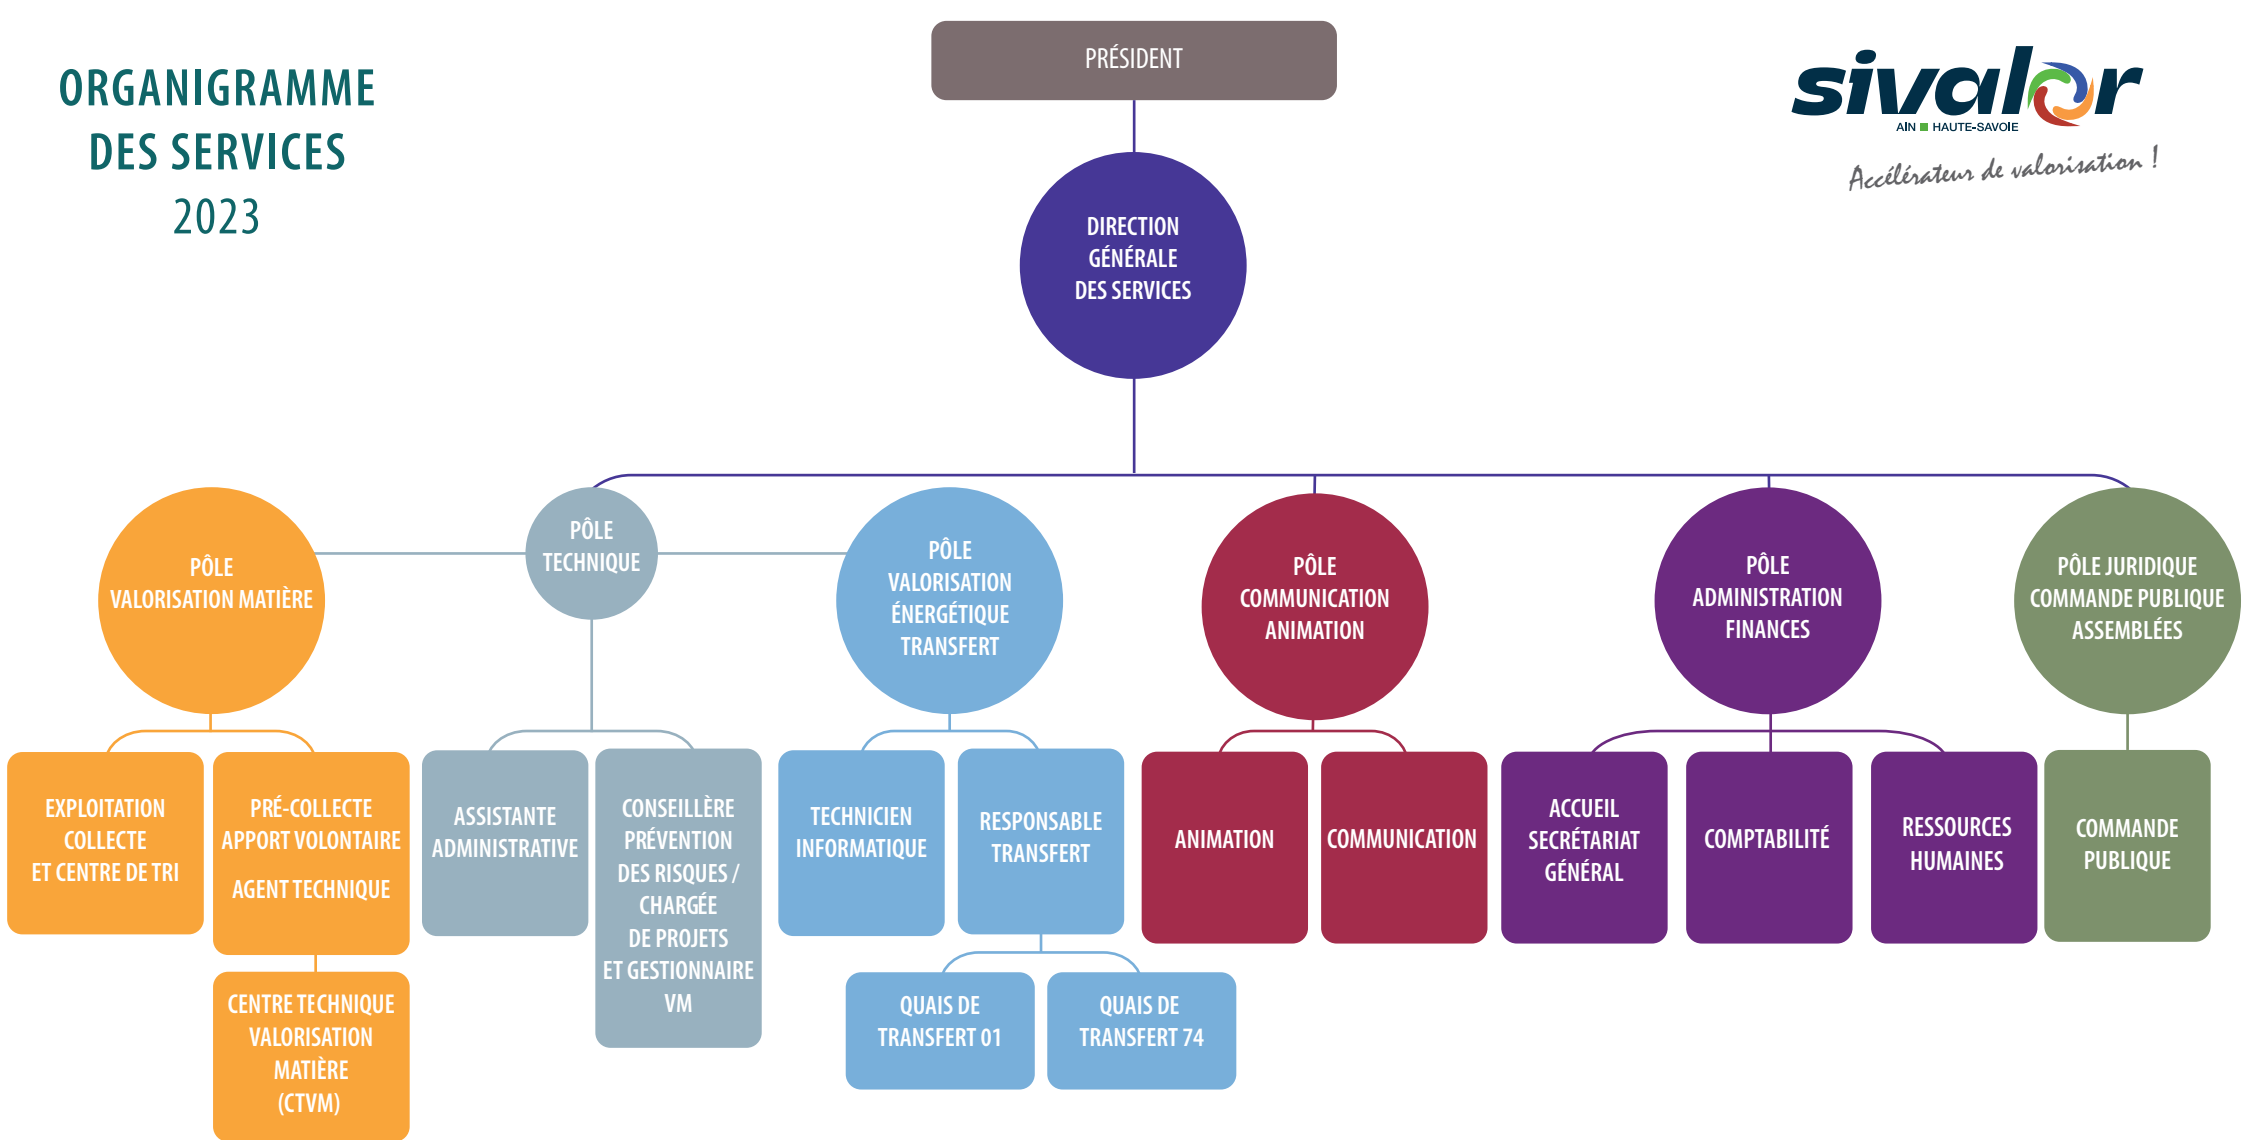 ORGANIGRAMME
DES SERVICES
2023
PRÉSIDENT
sivalor
AIN HAUTE-SAVOIE
Accélérateur de valorisation !
DIRECTION
GÉNÉRALE
DES SERVICES
PÔLE
VALORISATION MATIÈRE
PÔLE
TECHNIQUE
PÔLE
VALORISATION
ÉNERGÉTIQUE
TRANSFERT
PÔLE
COMMUNICATION
ANIMATION
PÔLE
ADMINISTRATION
FINANCES
PÔLE JURIDIQUE
COMMANDE PUBLIQUE
ASSEMBLÉES
EXPLOITATION
COLLECTE
ET CENTRE DE TRI
PRÉ-COLLECTE
APPORT VOLONTAIRE
AGENT TECHNIQUE
ASSISTANTE
ADMINISTRATIVE
CONSEILLÈRE
PRÉVENTION
DES RISQUES /
CHARGÉE
DE PROJETS
ET GESTIONNAIRE
VM
TECHNICIEN
INFORMATIQUE
RESPONSABLE
TRANSFERT
ANIMATION
COMMUNICATION
ACCUEIL
SECRÉTARIAT
GÉNÉRAL
COMPTABILITÉ
RESSOURCES
HUMAINES
COMMANDE
PUBLIQUE
CENTRE TECHNIQUE
VALORISATION
MATIÈRE
(CTVM)
QUAIS DE
TRANSFERT 01
QUAIS DE
TRANSFERT 74